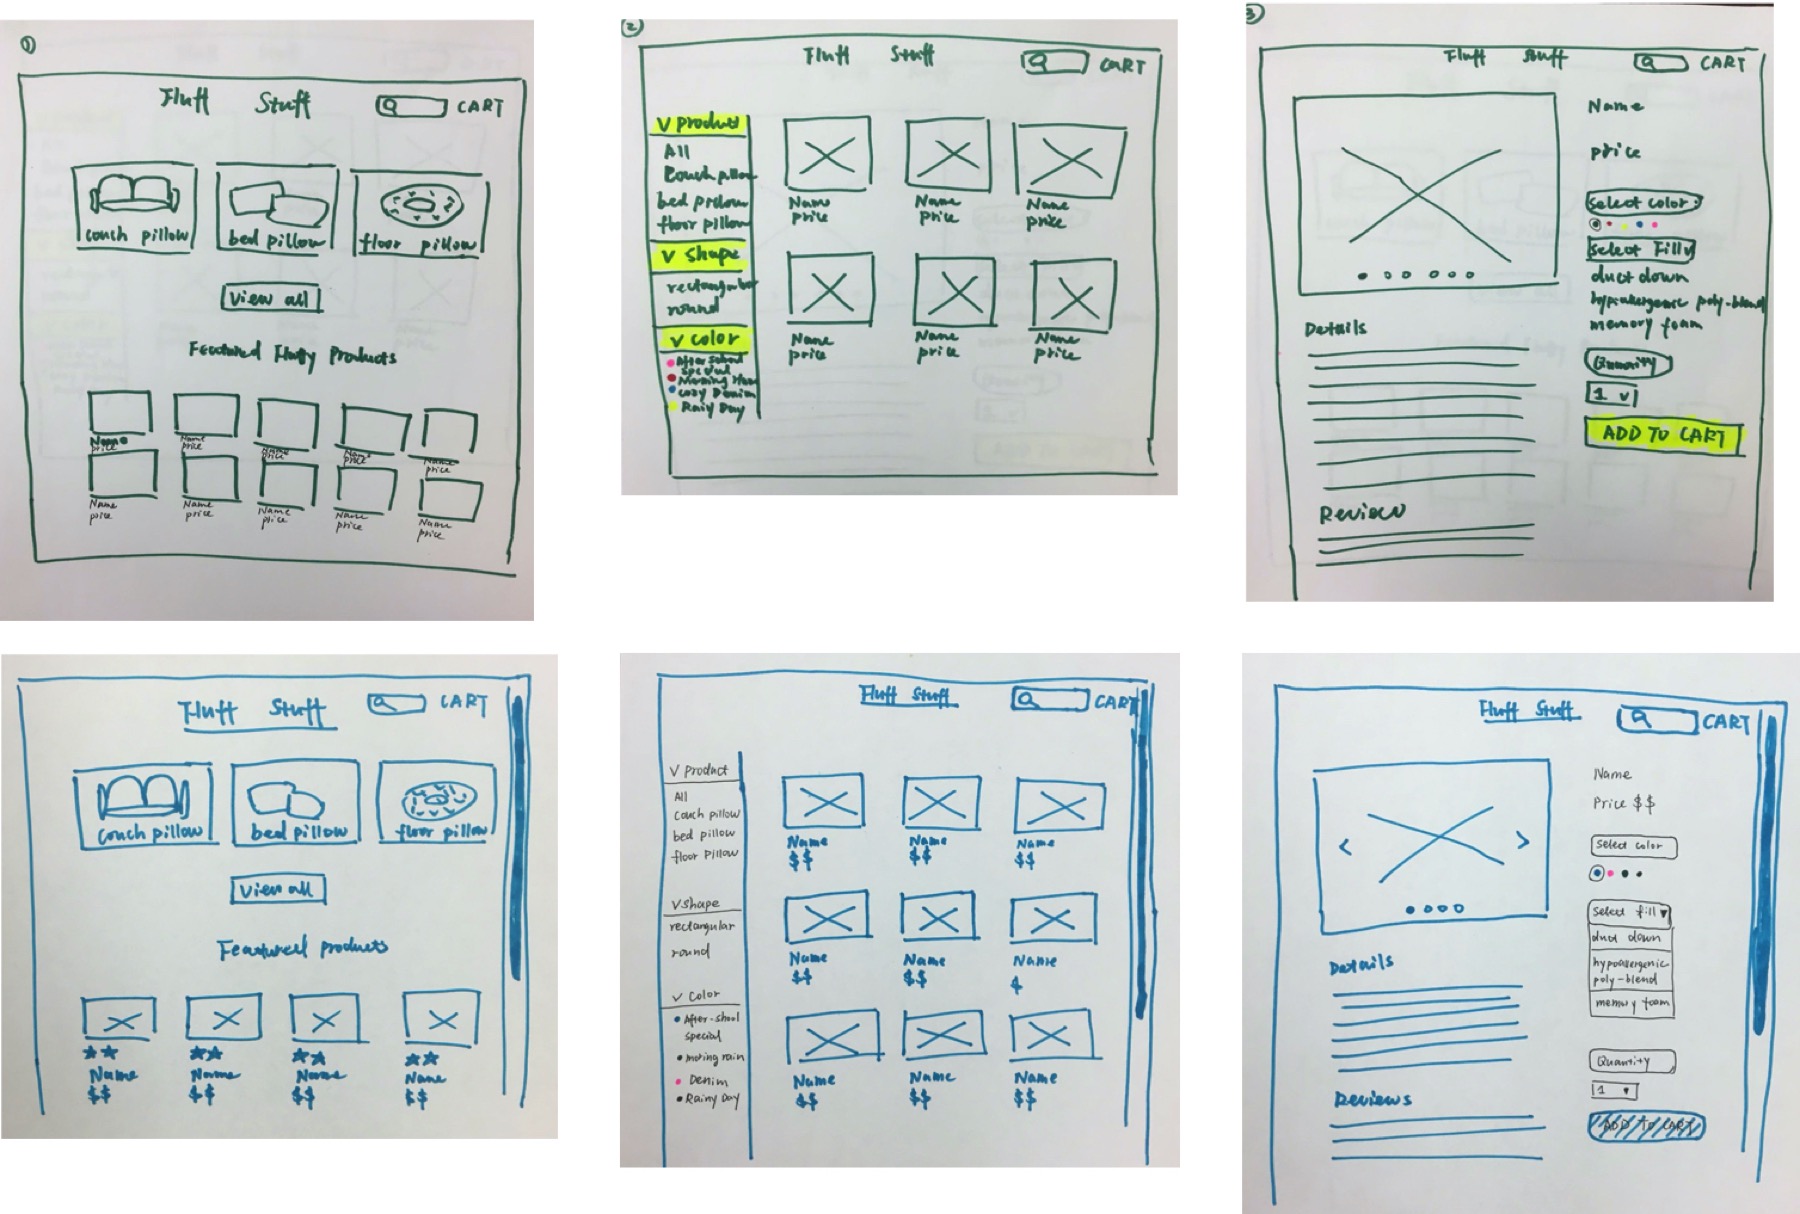 ①
Fluff Stuff CART
couch pillow bed pillow floor pillow
View all
Featured Fluffy Products
Name Name Name Name Name
price price price price price
Name Name Name Name Name
price price price price price
②
Fluff Stuff CART
V product
All
Couch pillow
bed pillow
floor pillow
V shape
rectangular
round
V color
After school
special
Cozy Denim
Rainy Day
Name Name Name
price price price
Name Name Name
price price price
③
Fluff Stuff CART
Name
price
Select color
Select Fill
duct down
hypoallergenic poly-blend
memory foam
Quantity
1 v
ADD TO CART
Details
Review
Fluff Stuff CART
couch pillow bed pillow floor pillow
View all
Featured products
★★ ★★ ★★ ★★
Name Name Name Name
$$ $$ $$ $$
Fluff Stuff CART
V Product
All
Couch pillow
bed pillow
floor Pillow
V shape
rectangular
round
V Color
After-shool
special
moring rain
Denim
Rainy Day
Name Name Name
$$ $$ $$
Name Name Name
$$ $$ $
Name Name Name
$$ $$ $$
Fluff Stuff CART
Name
Price $$
Select color
Select fill
duct down
hypoallergenic
poly-blend
memory foam
Quantity
1
ADD TO CART
Details
Reviews